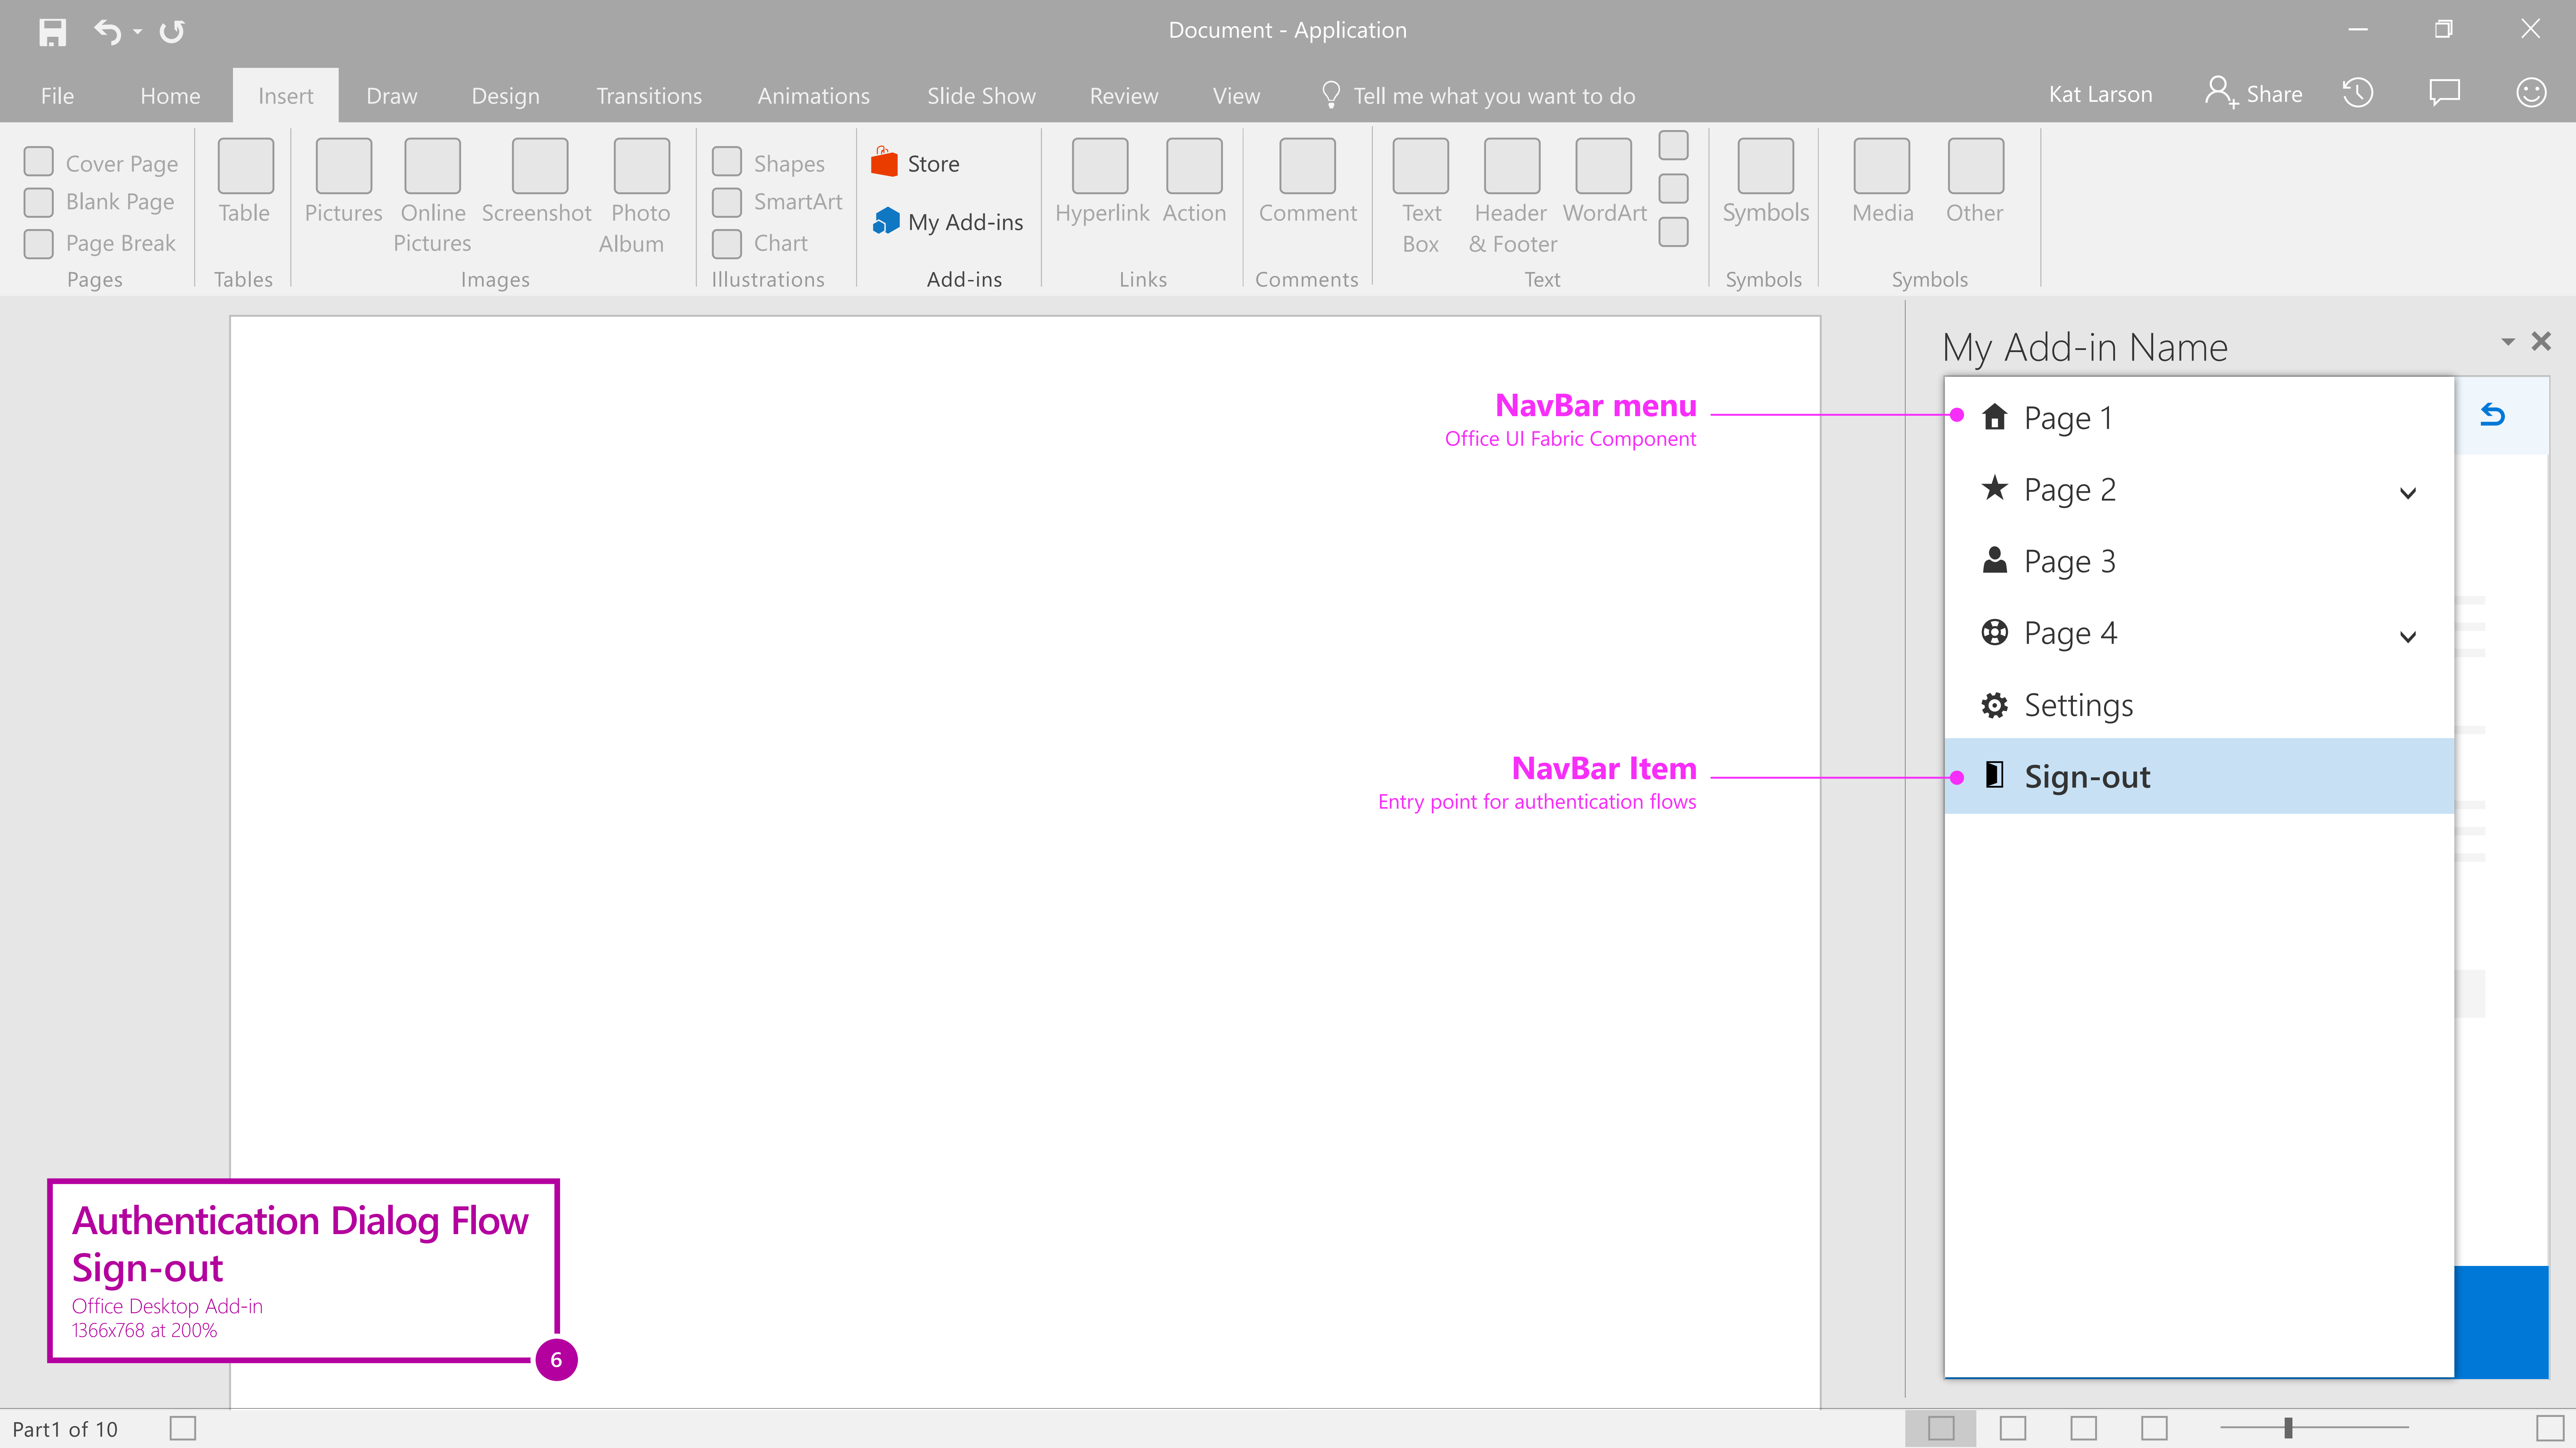 Document - Application
File Home Insert Draw Design Transitions Animations Slide Show Review View Tell me what you want to do Kat Larson Share
Cover Page
Blank Page
Page Break
Pages
Table
Tables
Pictures
Online
Pictures
Screenshot
Photo
Album
Images
Shapes
SmartArt
Chart
Illustrations
Store
My Add-ins
Add-ins
Hyperlink
Action
Links
Comment
Comments
Text
Box
Header
& Footer
WordArt
Text
Symbols
Symbols
Media
Other
Symbols
NavBar menu
Office UI Fabric Component
NavBar Item
Entry point for authentication flows
My Add-in Name
Page 1
Page 2
Page 3
Page 4
Settings
Sign-out
Authentication Dialog Flow
Sign-out
Office Desktop Add-in
1366x768 at 200%
6
Part1 of 10